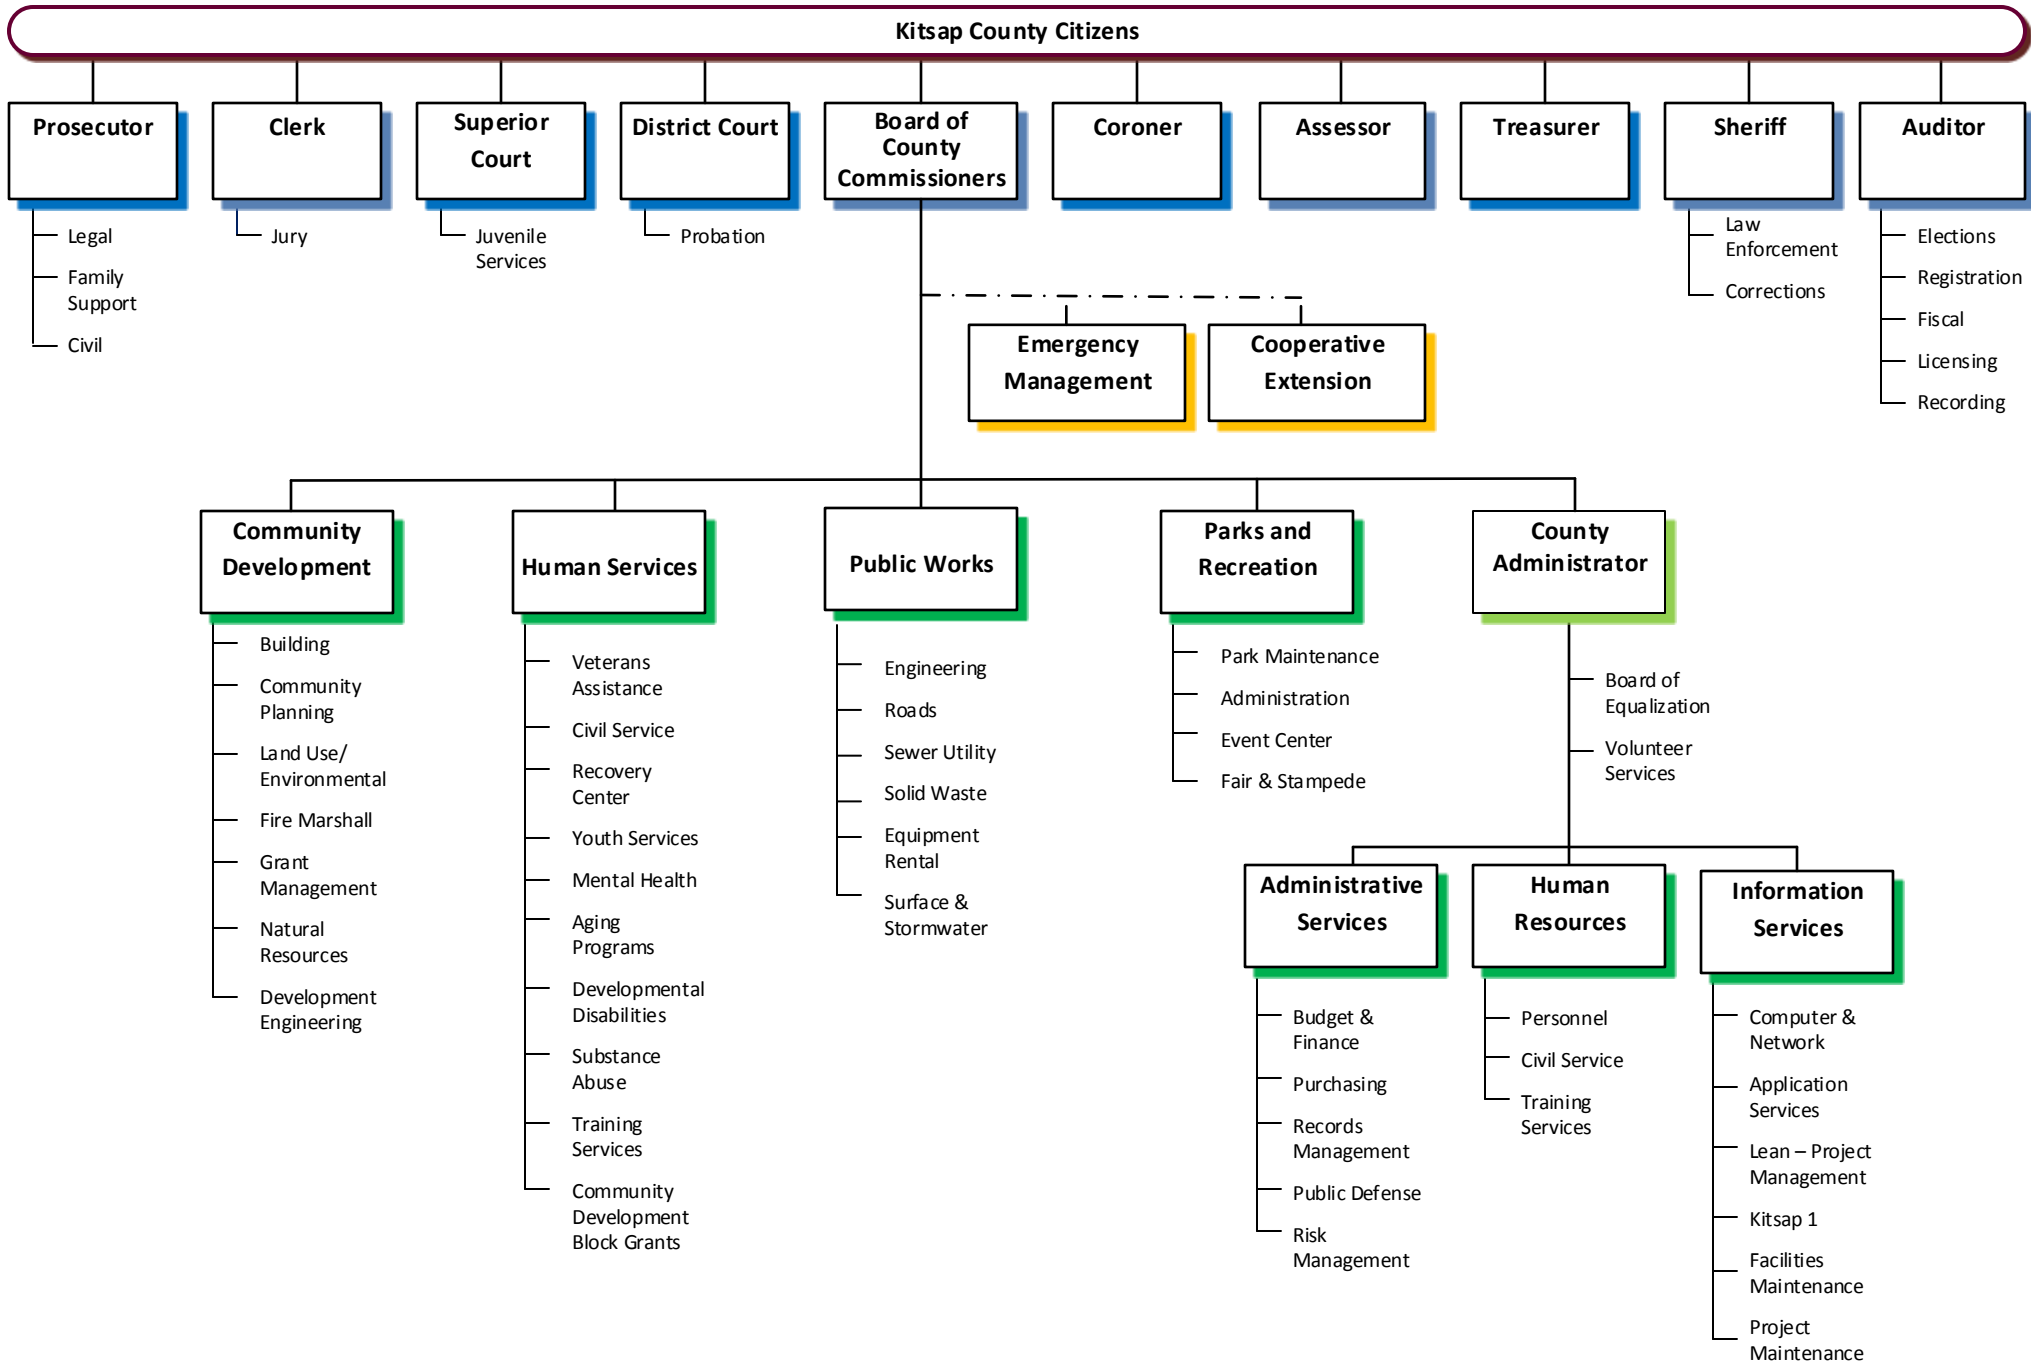 Kitsap County Citizens
Prosecutor
Legal
Family
Support
Civil
Clerk
Jury
Superior
Court
Juvenile
Services
District Court
Probation
Board of
County
Commissioners
Coroner
Assessor
Treasurer
Sheriff
Law
Enforcement
Corrections
Auditor
Elections
Registration
Fiscal
Licensing
Recording
Emergency
Management
Cooperative
Extension
Community
Development
Building
Community
Planning
Land Use/
Environmental
Fire Marshall
Grant
Management
Natural
Resources
Development
Engineering
Human Services
Veterans
Assistance
Civil Service
Recovery
Center
Youth Services
Mental Health
Aging
Programs
Developmental
Disabilities
Substance
Abuse
Training
Services
Community
Development
Block Grants
Public Works
Engineering
Roads
Sewer Utility
Solid Waste
Equipment
Rental
Surface &
Stormwater
Parks and
Recreation
Park Maintenance
Administration
Event Center
Fair & Stampede
County
Administrator
Board of
Equalization
Volunteer
Services
Administrative
Services
Budget &
Finance
Purchasing
Records
Management
Public Defense
Risk
Management
Human
Resources
Personnel
Civil Service
Training
Services
Information
Services
Computer &
Network
Application
Services
Lean – Project
Management
Kitsap 1
Facilities
Maintenance
Project
Maintenance